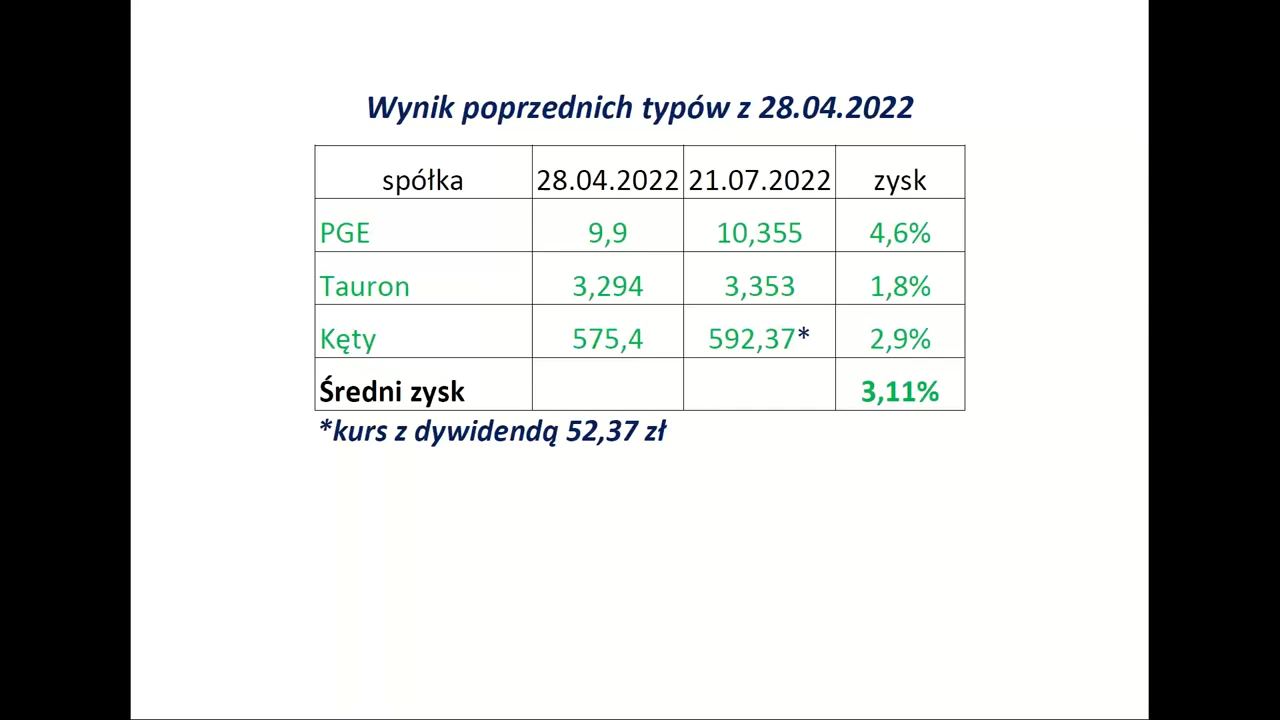 Wynik poprzednich typów z 28.04.2022
spółka 28.04.2022 21.07.2022 zysk
PGE 9,9 10,355 4,6%
Tauron 3,294 3,353 1,8%
Kęty 575,4 592,37* 2,9%
Średni zysk 3,11%
*kurs z dywidendą 52,37 zł